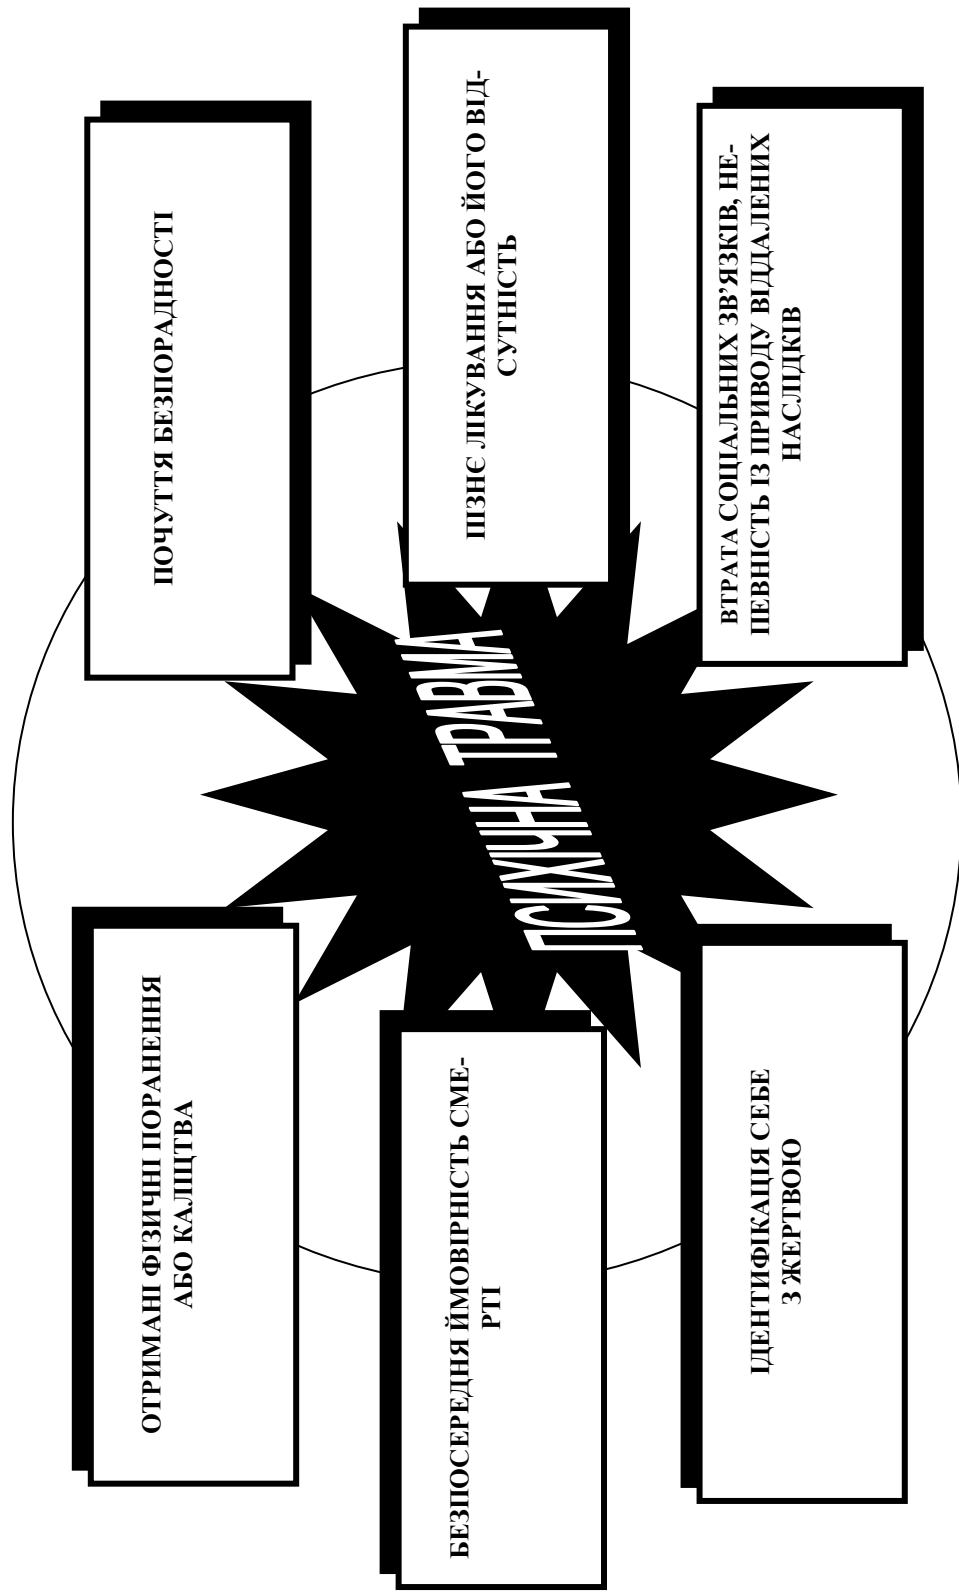 ОТРИМАНІ ФІЗИЧНІ ПОРАНЕННЯ
АБО КАЛІЦТВА
ПОЧУТТЯ БЕЗПОРАДНОСТІ
БЕЗПОСЕРЕДНЯ ЙМОВІРНІСТЬ СМЕ-
РТІ
ПСИХІЧНА ТРАВМА
ПІЗНЄ ЛІКУВАННЯ АБО ЙОГО ВІД-
СУТНІСТЬ
ІДЕНТИФІКАЦІЯ СЕБЕ
З ЖЕРТВОЮ
ВТРАТА СОЦІАЛЬНИХ ЗВ’ЯЗКІВ, НЕ-
ПЕВНІСТЬ ІЗ ПРИВОДУ ВІДДАЛЕНИХ
НАСЛІДКІВ